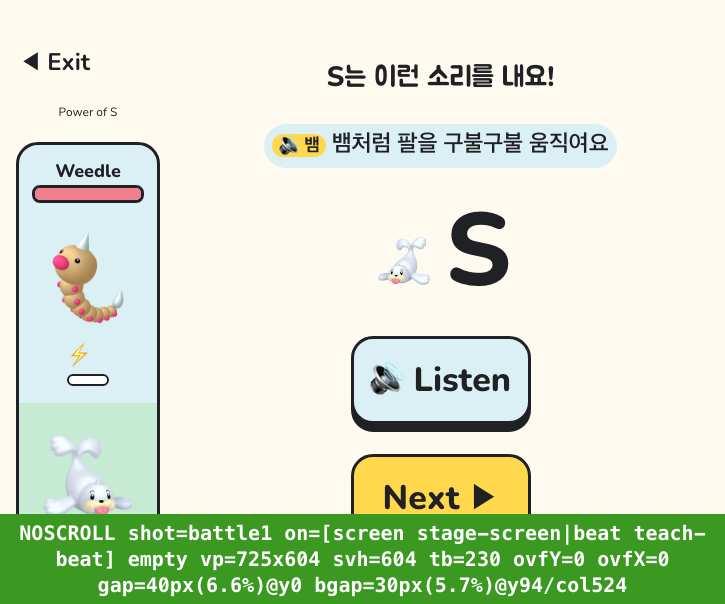 ◀ Exit
Power of S
Weedle
S는 이런 소리를 내요!
뱀 뱀처럼 팔을 구불구불 움직여요
S
Listen
Next ▶
NOSCROLL shot=battle1 on=[screen stage-screen|beat teach-
beat] empty vp=725x604 svh=604 tb=230 ovfY=0 ovfX=0
gap=40px(6.6%)@y0 bgap=30px(5.7%)@y94/col524